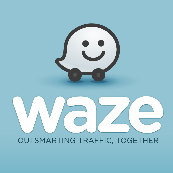 waze
OUTSMARTING TRAFFIC, TOGETHER